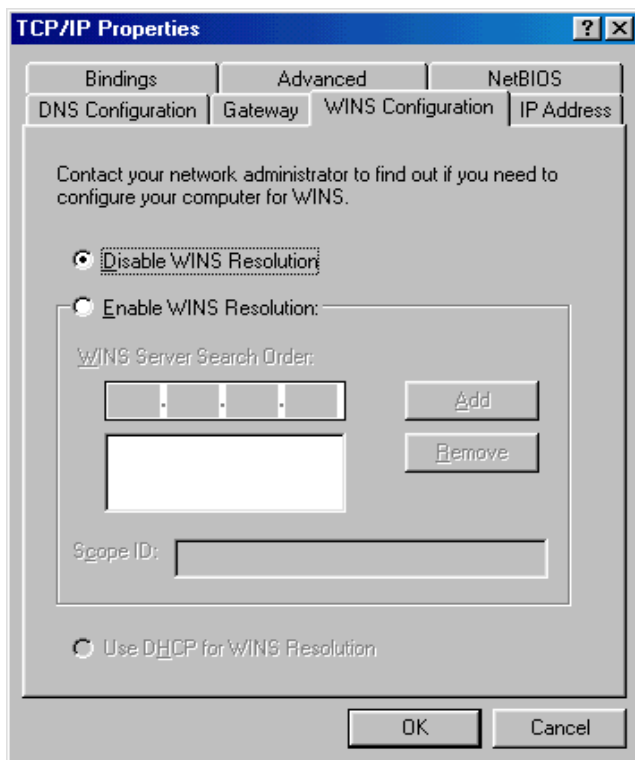 TCP/IP Properties
Bindings
Advanced
NetBIOS
DNS Configuration
Gateway
WINS Configuration
IP Address
Contact your network administrator to find out if you need to
configure your computer for WINS.
Disable WINS Resolution
Enable WINS Resolution:
WINS Server Search Order:
Add
Remove
Scope ID:
Use DHCP for WINS Resolution
OK
Cancel